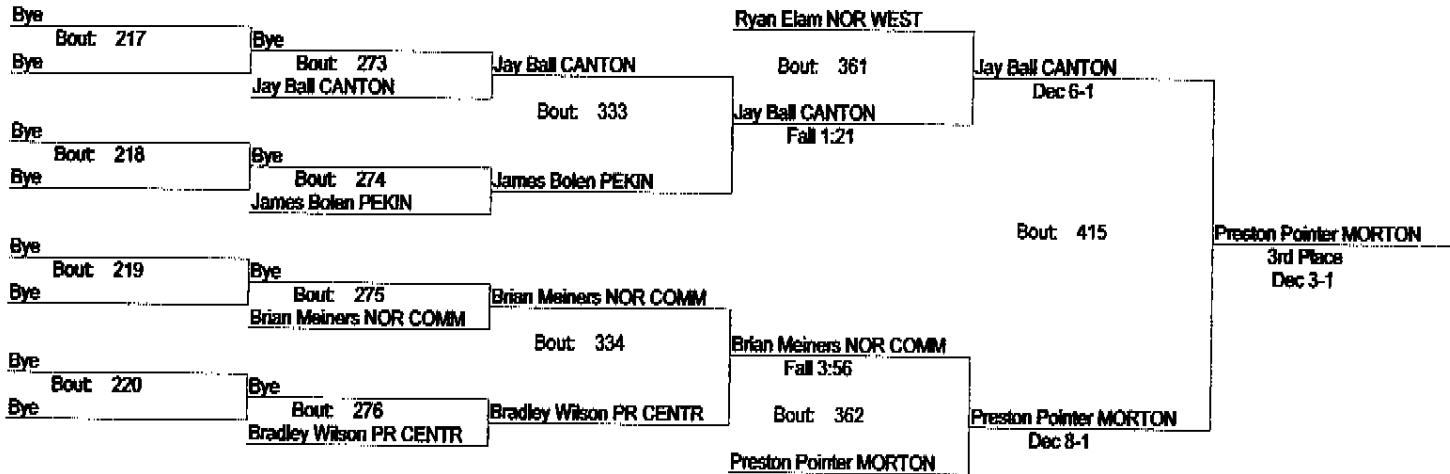 Bye
Bout: 217
Bye
Bye
Bout: 273
Jay Ball CANTON
Jay Ball CANTON
Bout: 333
Bye
Bout: 218
Bye
Bye
Bout: 274
James Bolen PEKIN
James Bolen PEKIN
Jay Ball CANTON
Fall 1:21
Ryan Elam NOR WEST
Bout: 361
Jay Ball CANTON
Dec 6-1
Bye
Bout: 219
Bye
Bye
Bout: 275
Brian Meiners NOR COMM
Brian Meiners NOR COMM
Bout: 334
Bye
Bout: 220
Bye
Bye
Bout: 276
Bradley Wilson PR CENTR
Bradley Wilson PR CENTR
Brian Meiners NOR COMM
Fall 3:56
Bout: 362
Preston Pointer MORTON
Preston Pointer MORTON
Dec 8-1
Bout: 415
Preston Pointer MORTON
3rd Place
Dec 3-1